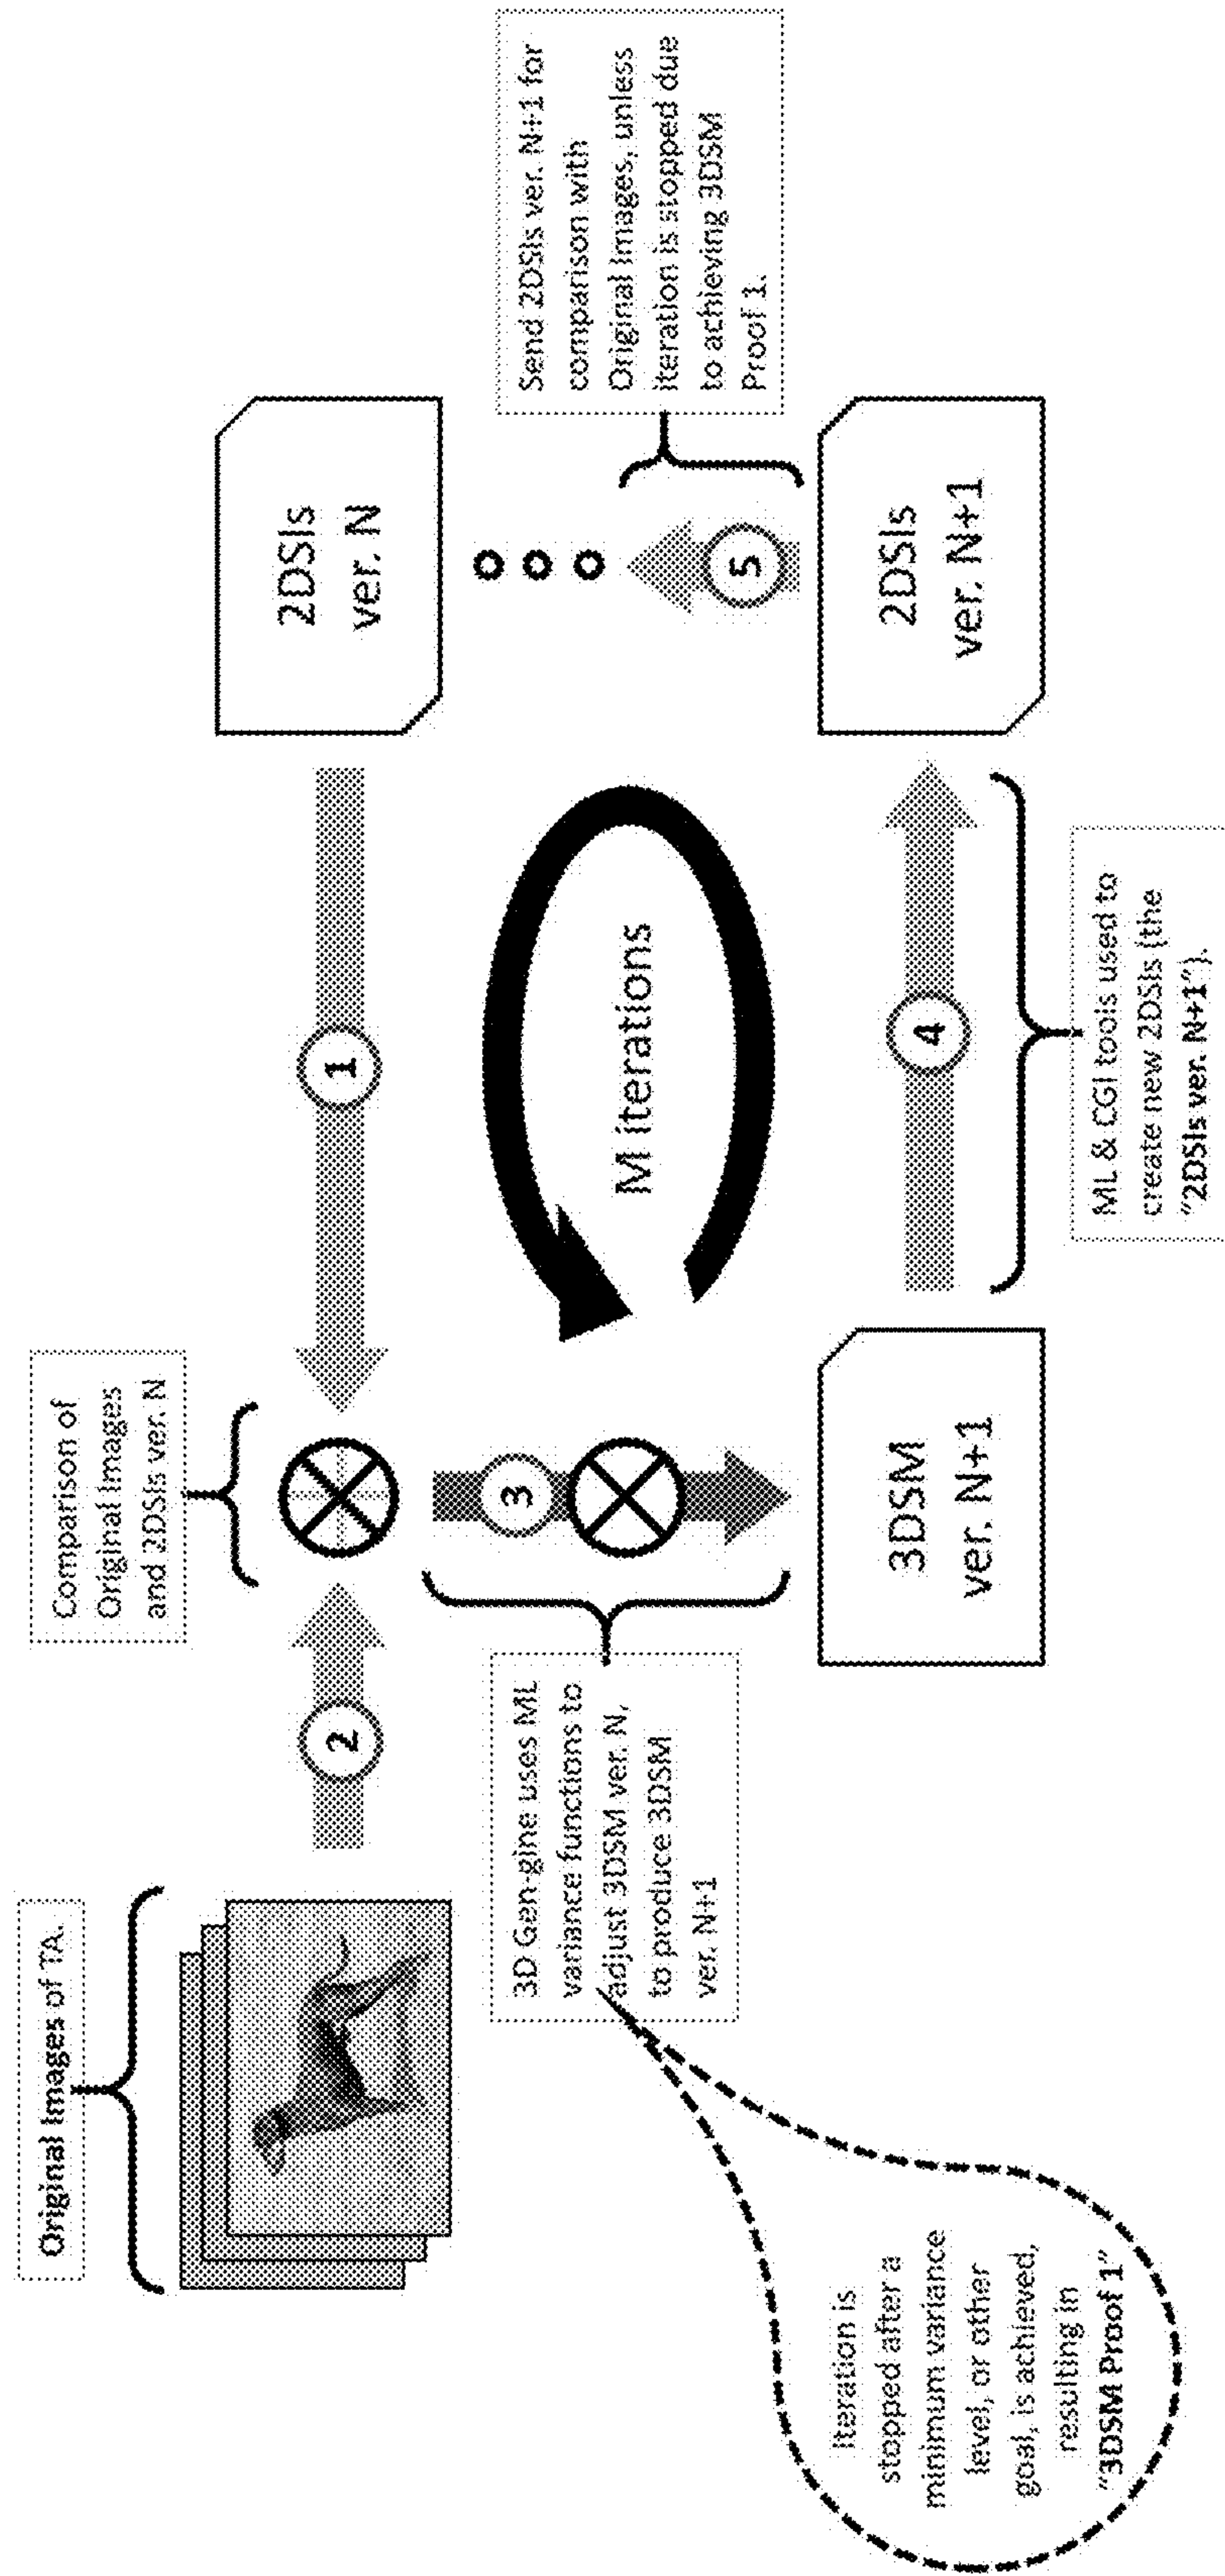 Original Images of TA.
Comparison of
Original Images
and 2DSIs ver. N
2
1
2DSIs
ver. N
3D Gen-gine uses ML
variance functions to
adjust 3DSM ver. N,
to produce 3DSM
ver. N+1
3
M iterations
Send 2DSIs ver. N+1 for
comparison with
Original Images, unless
iteration is stopped due
to achieving 3DSM
Proof 1.
5
Iteration is
stopped after a
minimum variance
level, or other
goal, is achieved,
resulting in
"3DSM Proof 1"
3DSM
ver. N+1
4
2DSIs
ver. N+1
ML & CGI tools used to
create new 2DSIs (the
"2DSIs ver. N+1").